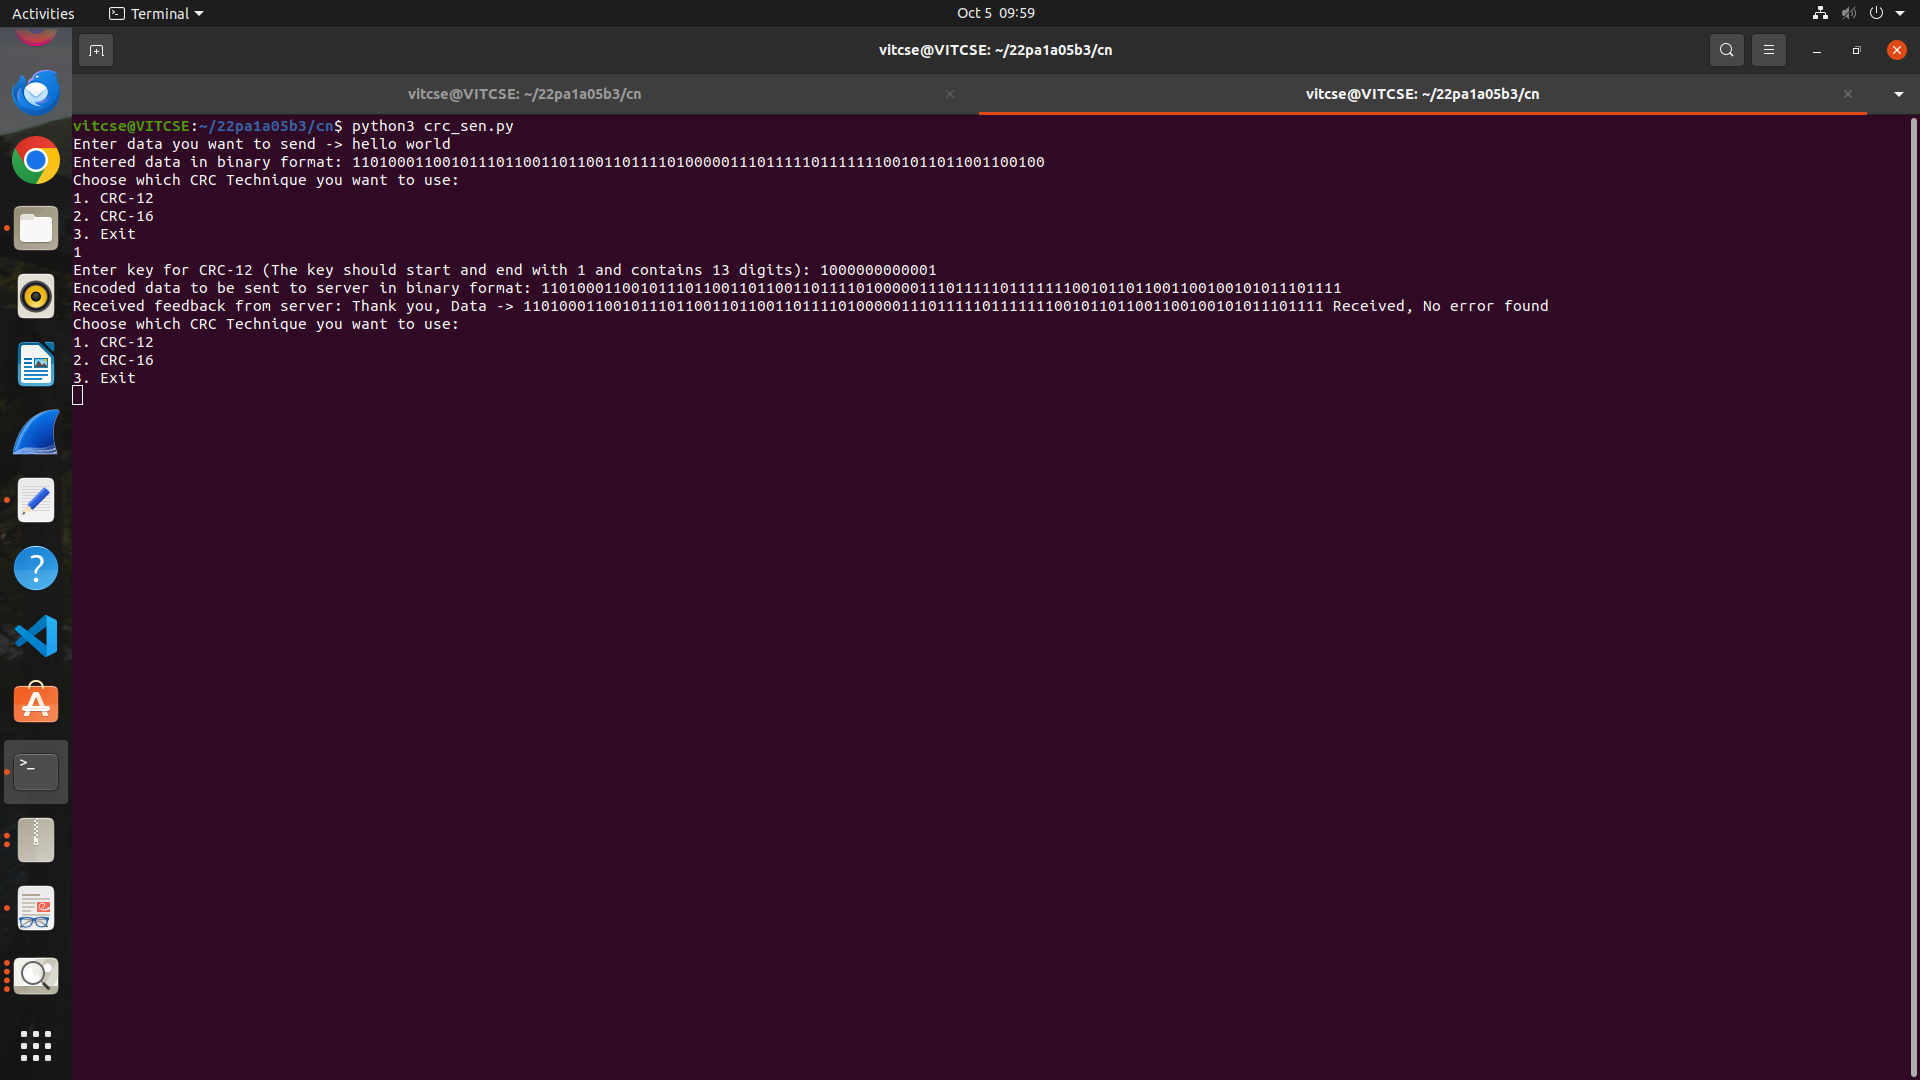 Activities
Terminal
Oct 5 09:59
vitcse@VITCSE: ~/22pa1a05b3/cn
vitcse@VITCSE: ~/22pa1a05b3/cn
vitcse@VITCSE: ~/22pa1a05b3/cn
vitcse@VITCSE:~/22pa1a05b3/cn$ python3 crc_sen.py
Enter data you want to send -> hello world
Entered data in binary format: 11010001100101110110011011001101111010000011101111101111111001011011001100100
Choose which CRC Technique you want to use:
1. CRC-12
2. CRC-16
3. Exit
1
Enter key for CRC-12 (The key should start and end with 1 and contains 13 digits): 1000000000001
Encoded data to be sent to server in binary format: 11010001100101110110011011001101111010000011101111101111111001011011001100100101011101111
Received feedback from server: Thank you, Data -> 11010001100101110110011011001101111010000011101111101111111001011011001100100101011101111 Received, No error found
Choose which CRC Technique you want to use:
1. CRC-12
2. CRC-16
3. Exit